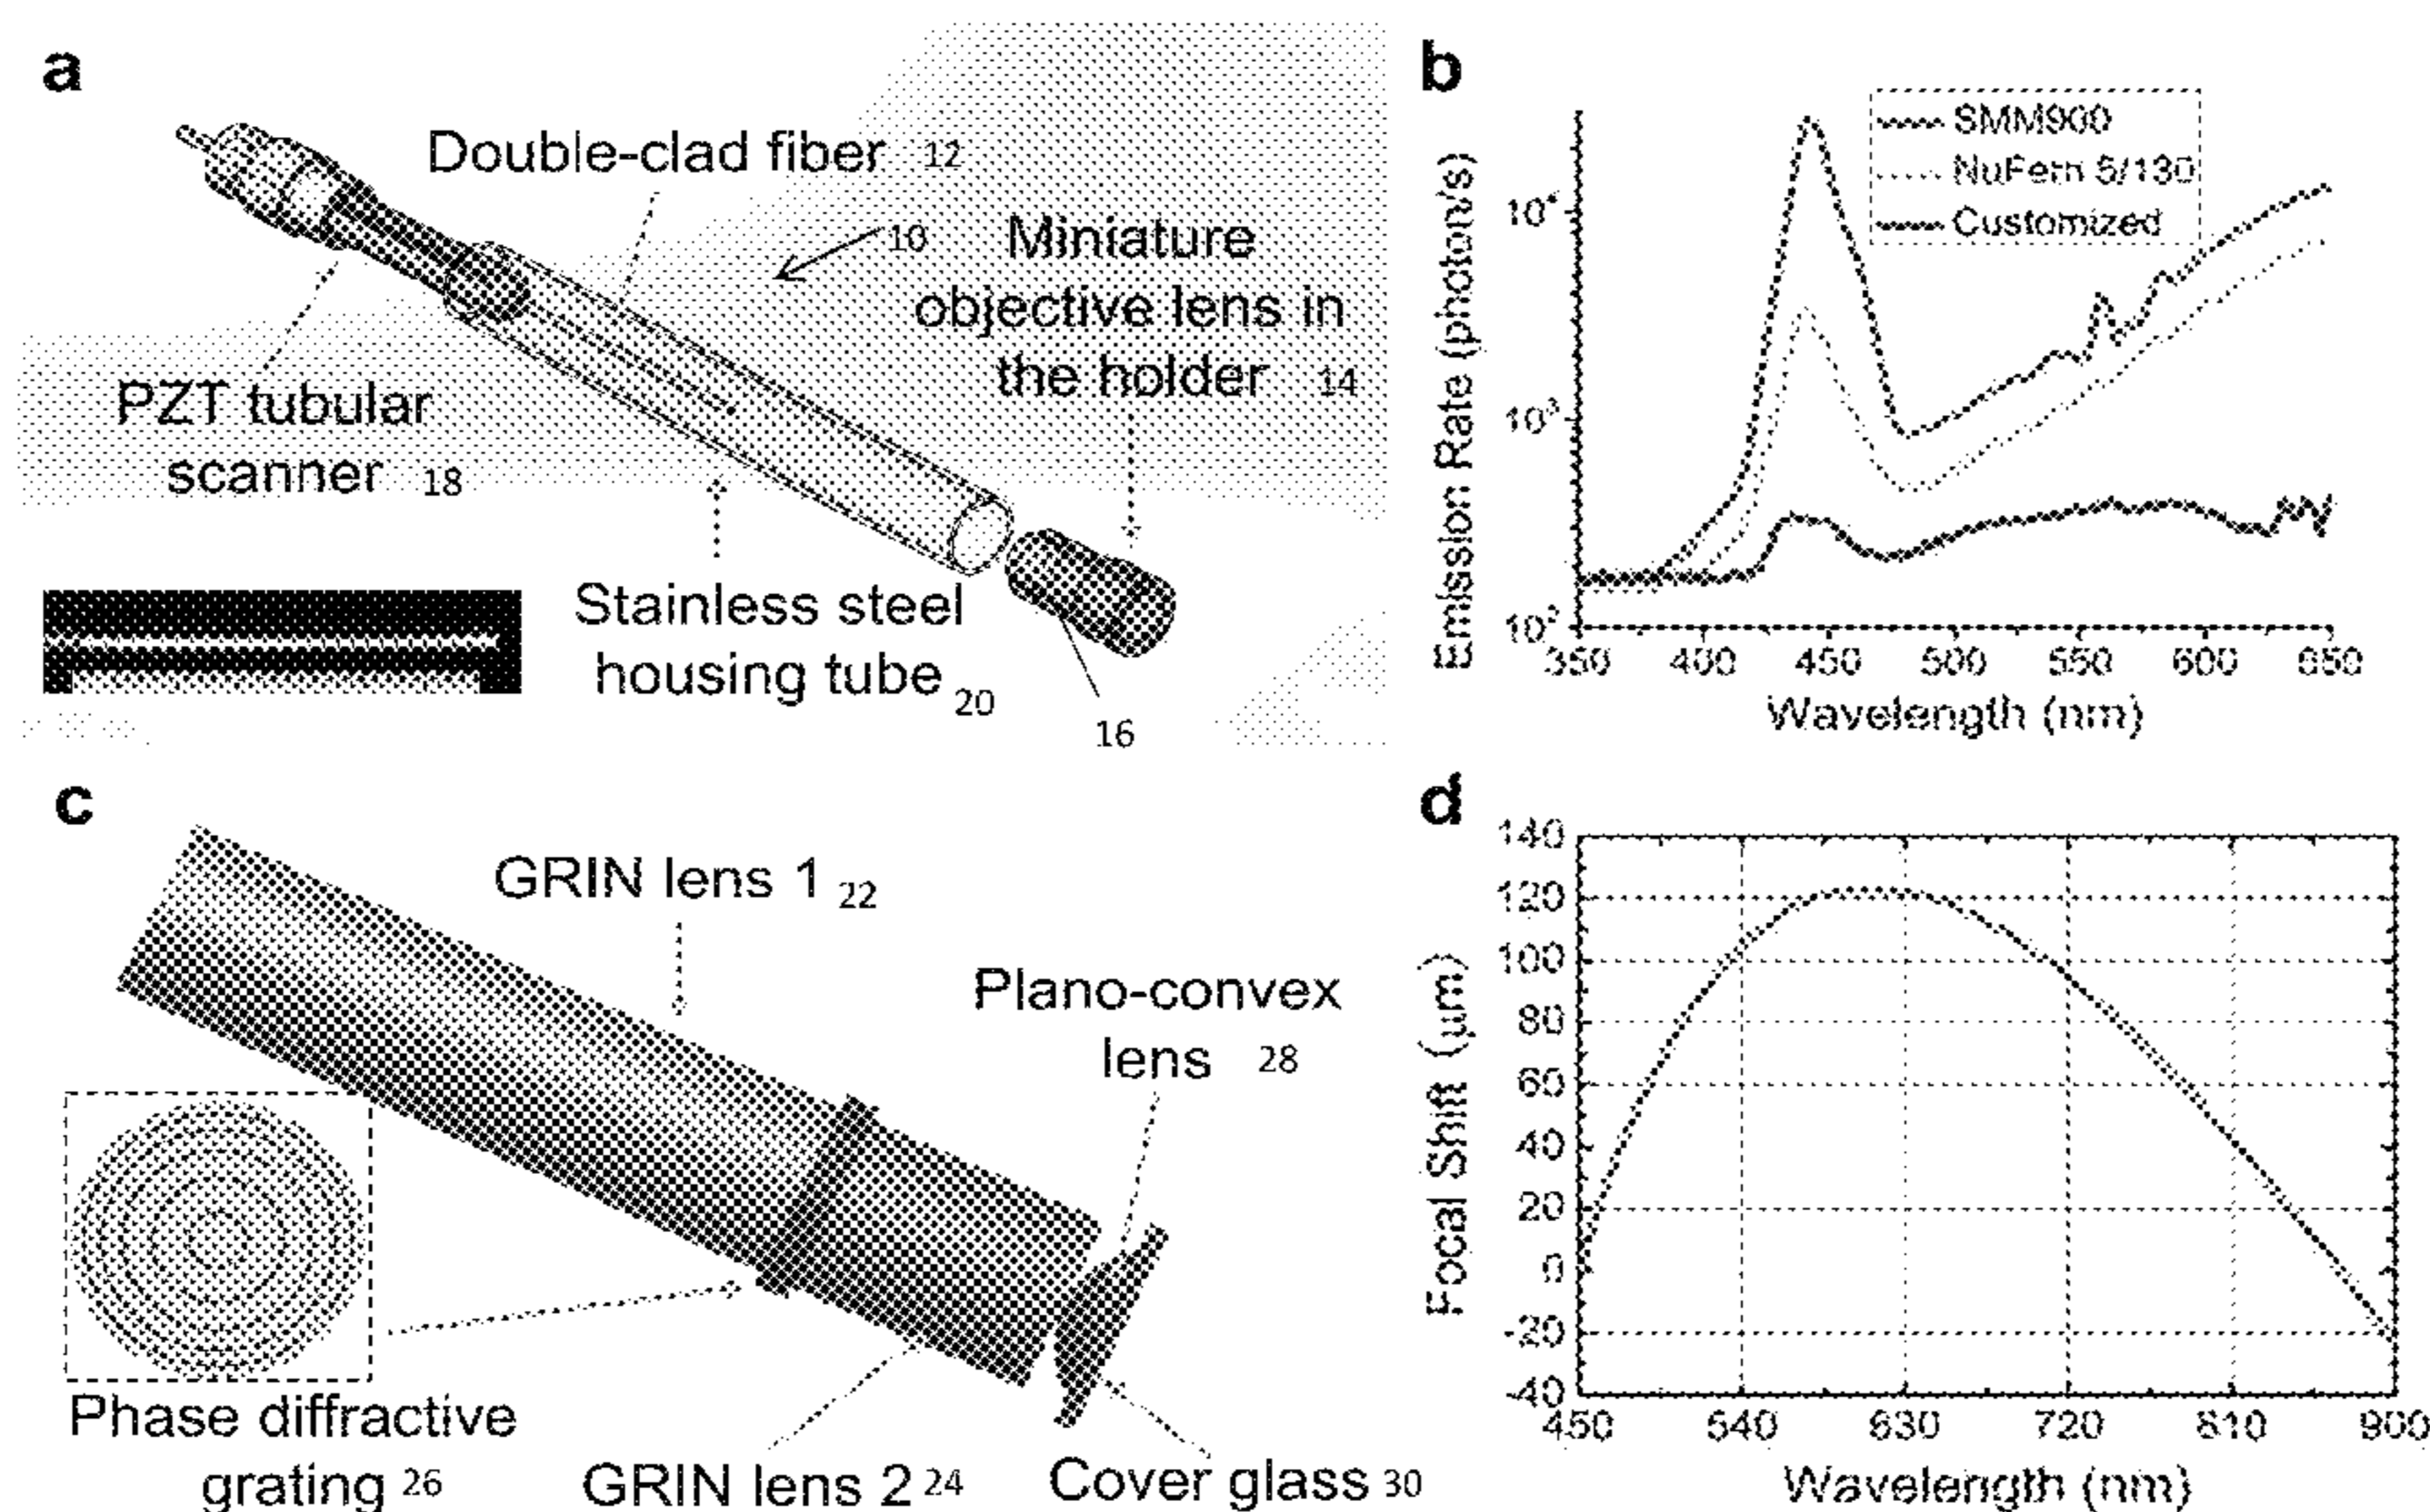 a
Double-clad fiber 12
10
Miniature
objective lens in
the holder 14
PZT tubular
scanner 18
Stainless steel
housing tube 20
16
b
SMM900
NuFern 5/130
Customized
Emission Rate (photon/s)
10⁴
10³
10²
350 400 450 500 550 600 650
Wavelength (nm)
c
GRIN lens 1 22
Plano-convex
lens 28
Phase diffractive
grating 26
GRIN lens 2 24
Cover glass 30
d
Focal Shift (μm)
140
120
100
80
60
40
20
0
-20
-40
450 540 630 720 810 900
Wavelength (nm)